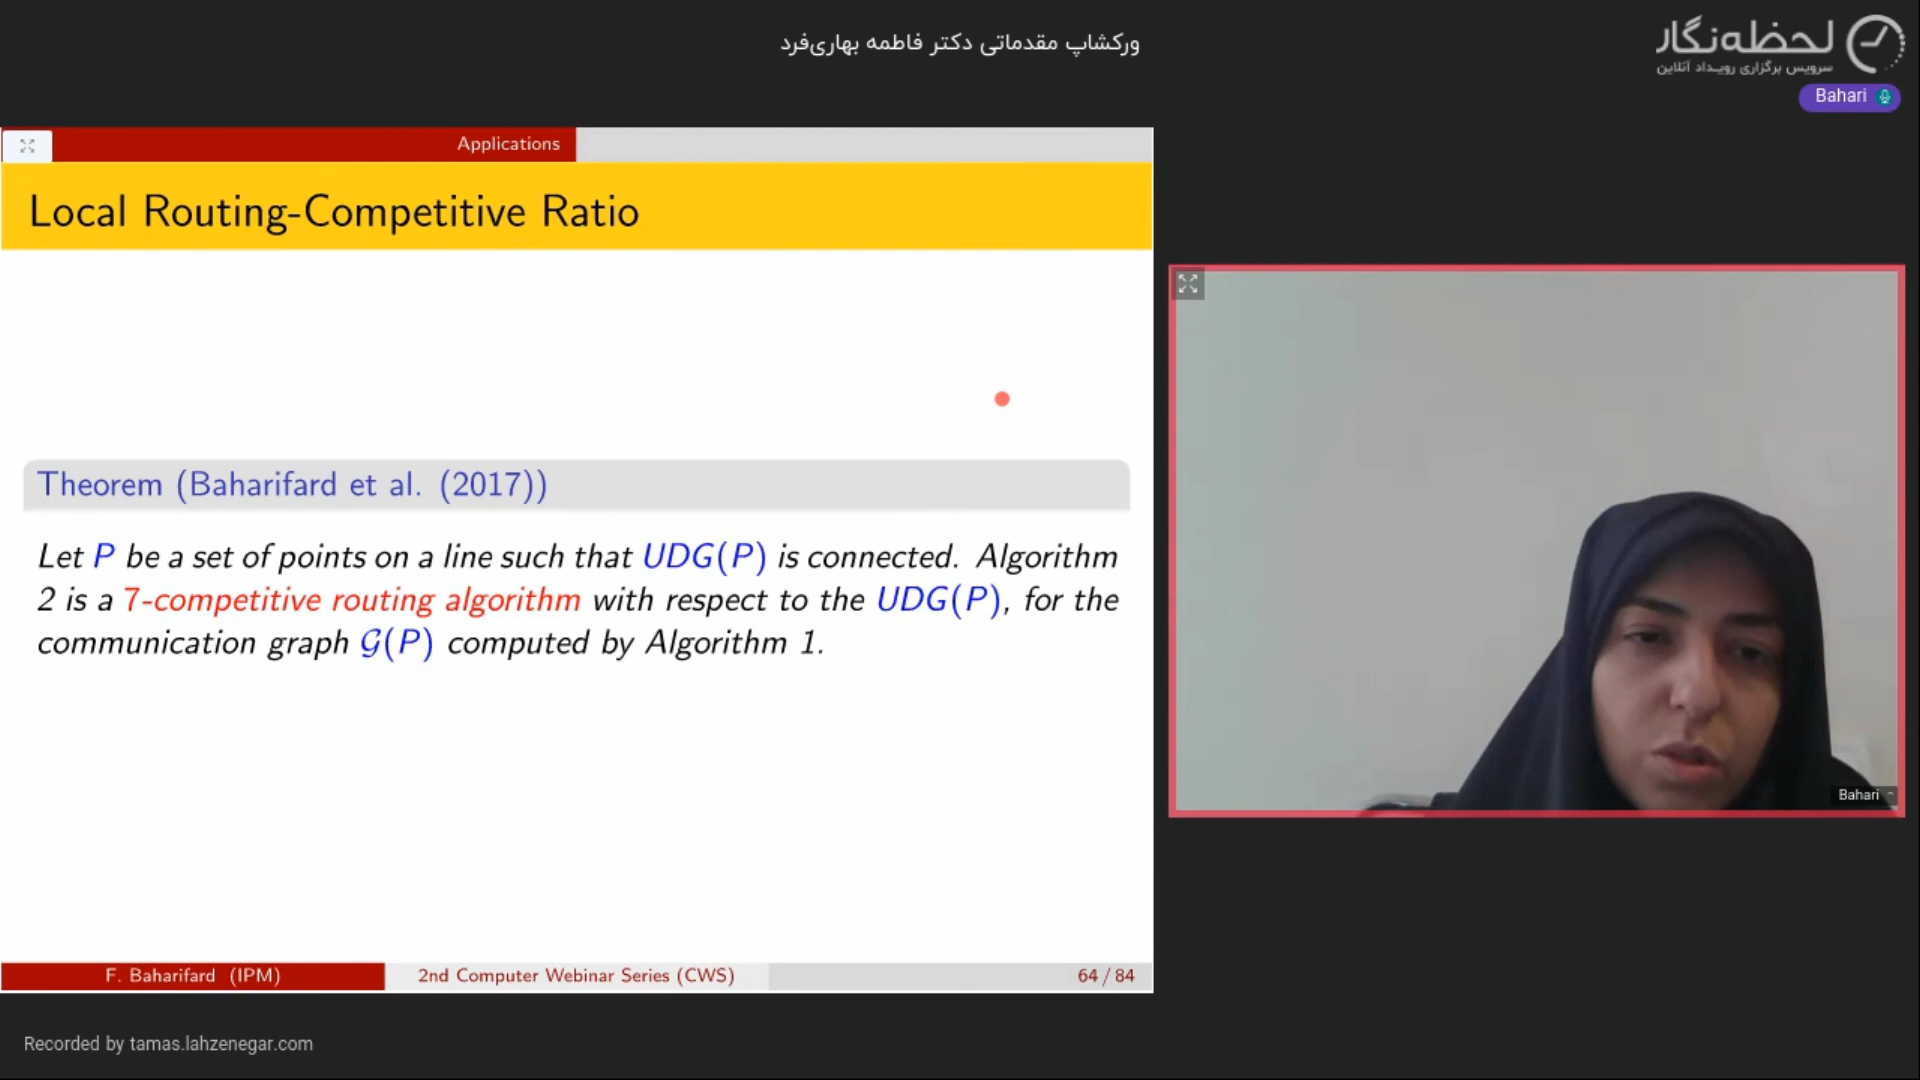 ورکشاپ مقدماتی دکتر فاطمه بهاری‌فرد
لحظه‌نگار
سرویس برگزاری رویداد آنلاین
Bahari
Applications
Local Routing-Competitive Ratio
Theorem (Baharifard et al. (2017))
Let P be a set of points on a line such that UDG(P) is connected. Algorithm
2 is a 7-competitive routing algorithm with respect to the UDG(P), for the
communication graph 𝒢(P) computed by Algorithm 1.
Bahari
F. Baharifard (IPM)
2nd Computer Webinar Series (CWS)
64 / 84
Recorded by tamas.lahzenegar.com